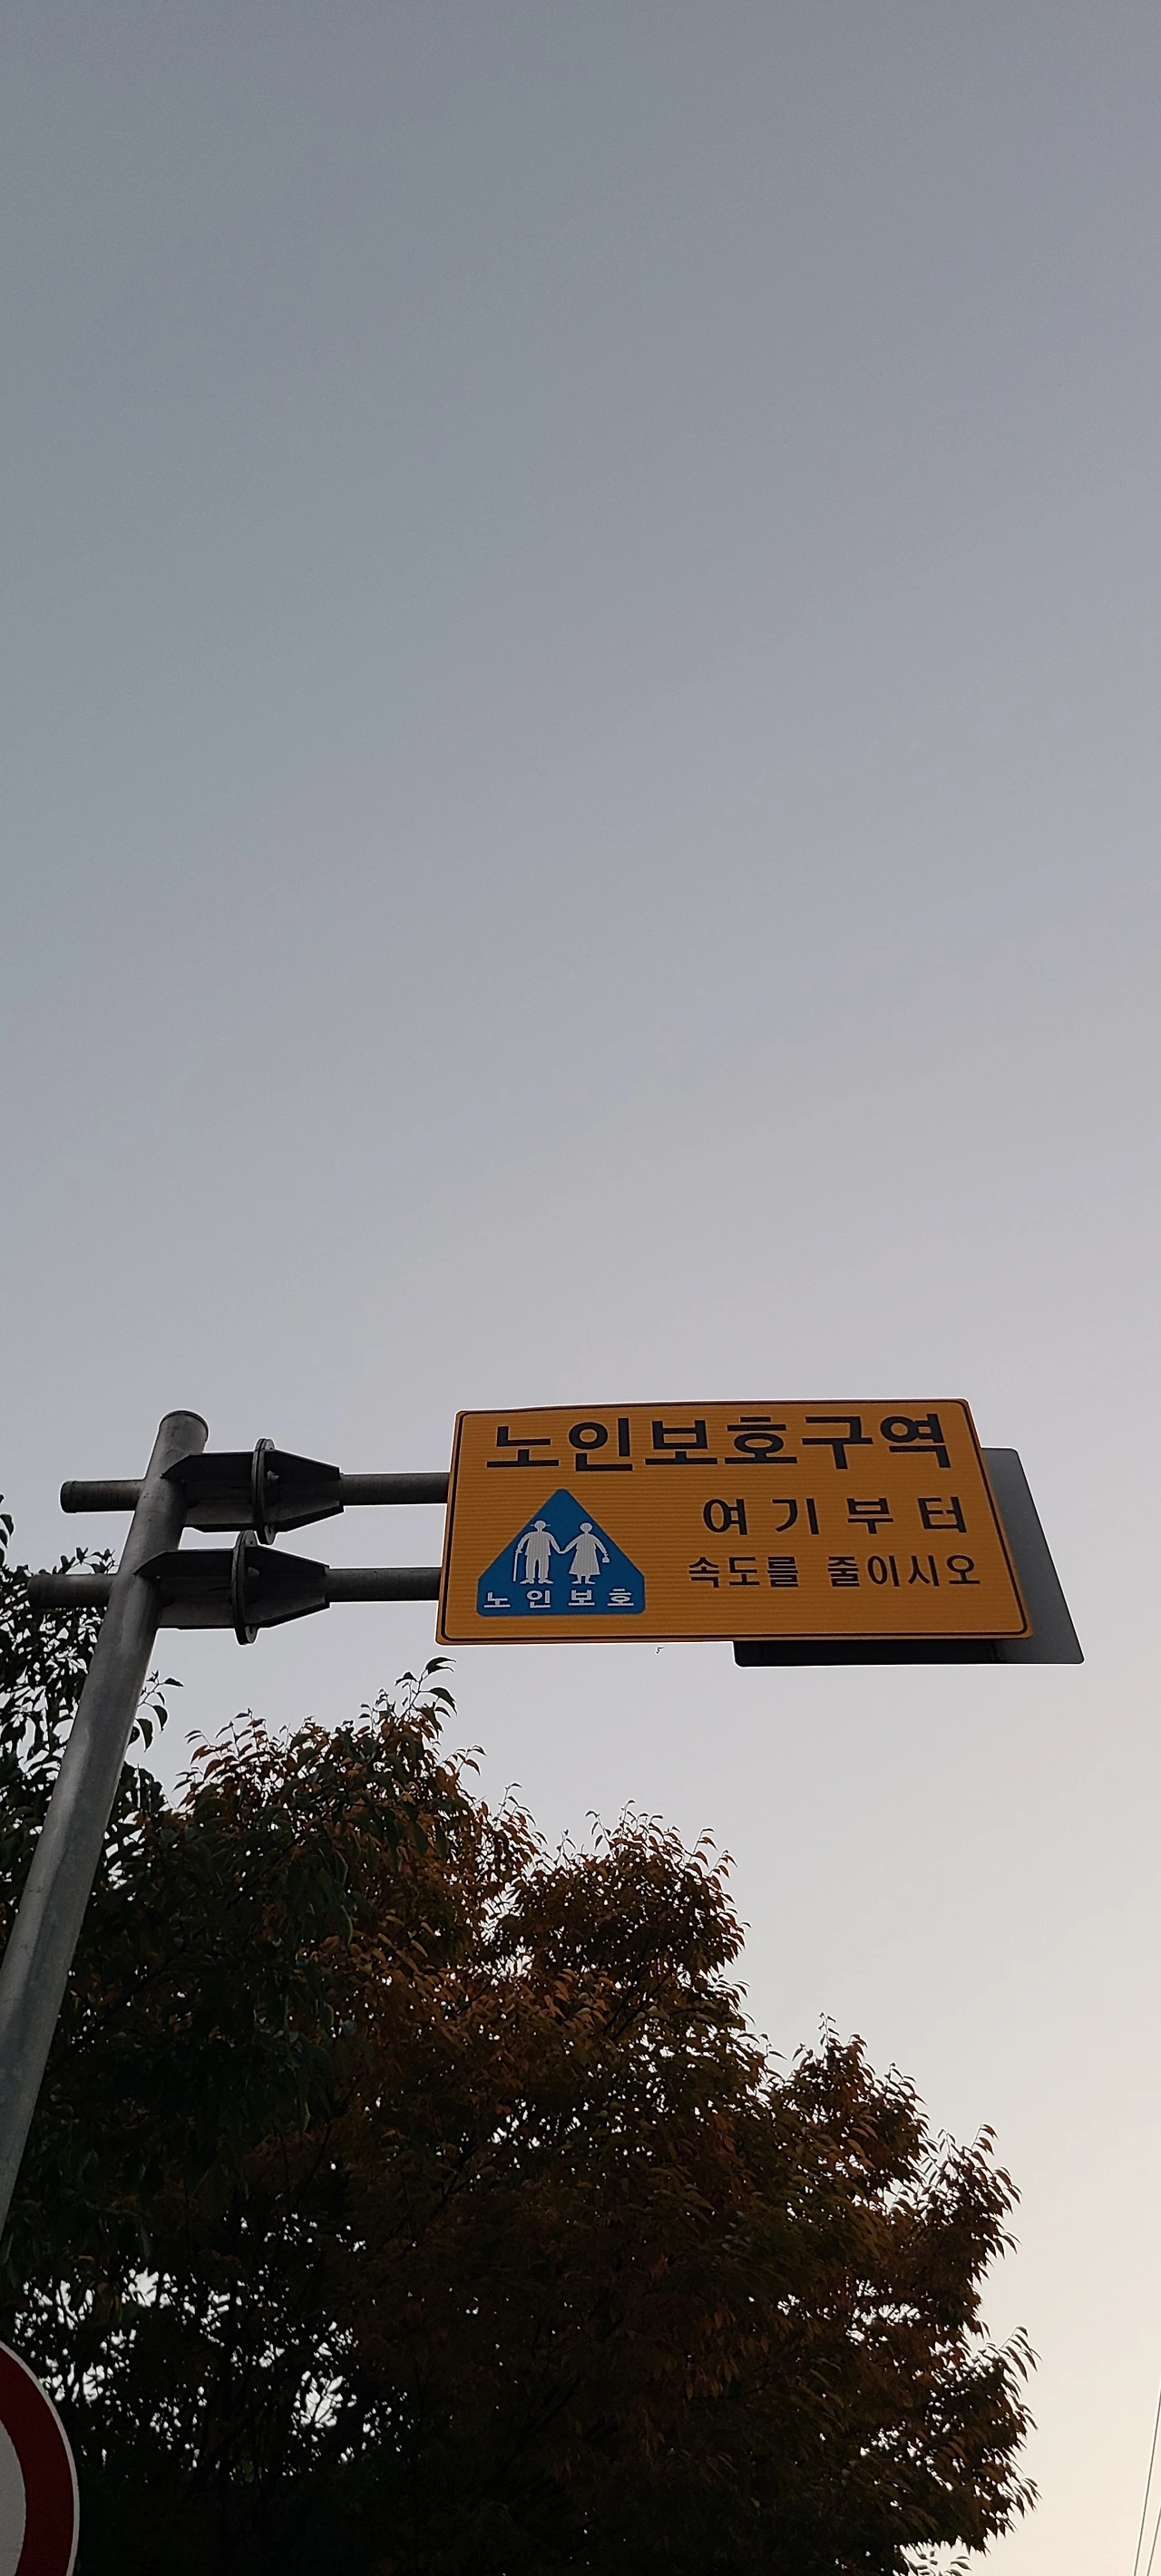 노인보호구역
여기부터
속도를 줄이시오
노인보호